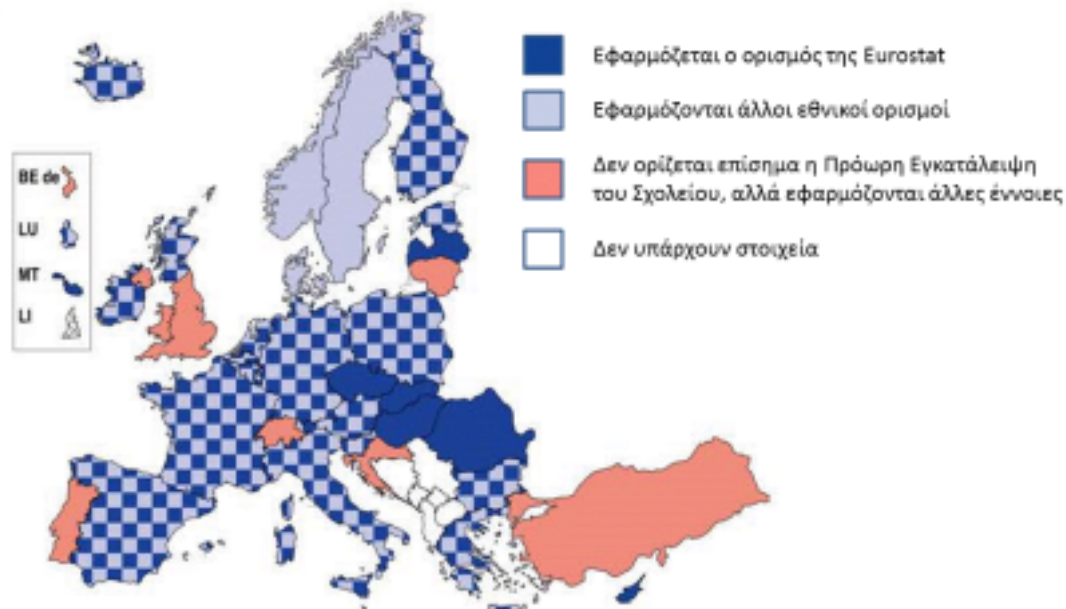 Εφαρμόζεται ο ορισμός της Eurostat
Εφαρμόζονται άλλοι εθνικοί ορισμοί
Δεν ορίζεται επίσημα η Πρόωρη Εγκατάλειψη
του Σχολείου, αλλά εφαρμόζονται άλλες έννοιες
Δεν υπάρχουν στοιχεία
BE de
LU
MT
LI